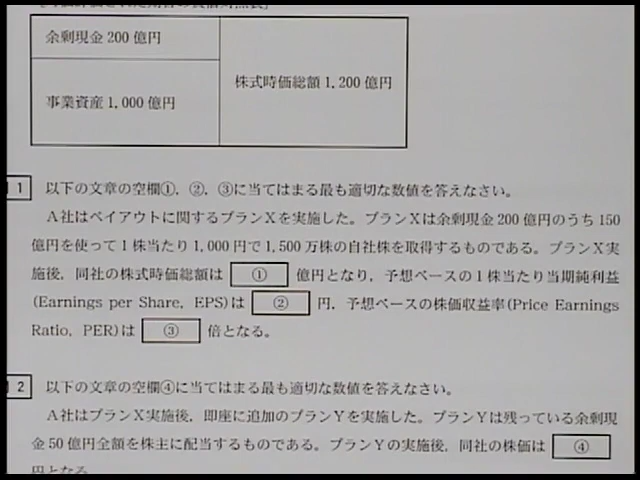 余剰現金 200 億円
株式時価総額 1,200 億円
事業資産 1,000 億円
1 以下の文章の空欄①, ②, ③に当てはまる最も適切な数値を答えなさい。
A社はペイアウトに関するプランXを実施した。プランXは余剰現金 200 億円のうち 150
億円を使って1株当たり 1,000 円で 1,500 万株の自社株を取得するものである。プランX実
施後, 同社の株式時価総額は ① 億円となり, 予想ベースの1株当たり当期純利益
(Earnings per Share, EPS)は ② 円, 予想ベースの株価収益率(Price Earnings
Ratio, PER)は ③ 倍となる。
2 以下の文章の空欄④に当てはまる最も適切な数値を答えなさい。
A社はプランX実施後, 即座に追加のプランYを実施した。プランYは残っている余剰現
金 50 億円全額を株主に配当するものである。プランYの実施後, 同社の株価は ④
円となる